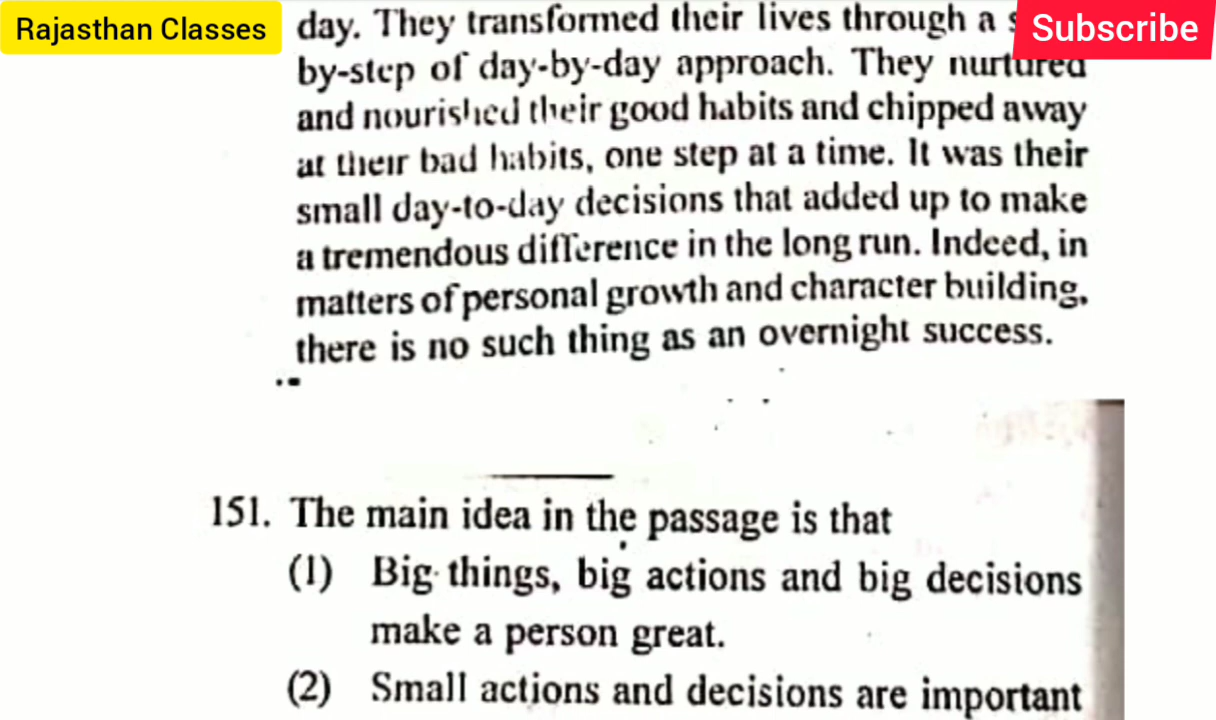 Rajasthan Classes
Subscribe
day. They transformed their lives through a
by-step of day-by-day approach. They nurtured
and nourished their good habits and chipped away
at their bad habits, one step at a time. It was their
small day-to-day decisions that added up to make
a tremendous difference in the long run. Indeed, in
matters of personal growth and character building,
there is no such thing as an overnight success.
151. The main idea in the passage is that
(1) Big things, big actions and big decisions
make a person great.
(2) Small actions and decisions are important